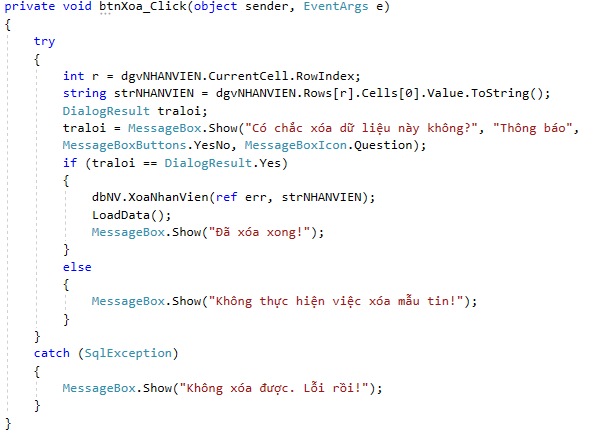 private void btnXoa_Click(object sender, EventArgs e)
{
try
{
int r = dgvNHANVIEN.CurrentCell.RowIndex;
string strNHANVIEN = dgvNHANVIEN.Rows[r].Cells[0].Value.ToString();
DialogResult traloi;
traloi = MessageBox.Show("Có chắc xóa dữ liệu này không?", "Thông báo",
MessageBoxButtons.YesNo, MessageBoxIcon.Question);
if (traloi == DialogResult.Yes)
{
dbNV.XoaNhanVien(ref err, strNHANVIEN);
LoadData();
MessageBox.Show("Đã xóa xong!");
}
else
{
MessageBox.Show("Không thực hiện việc xóa mẫu tin!");
}
}
catch (SqlException)
{
MessageBox.Show("Không xóa được. Lỗi rồi!");
}
}